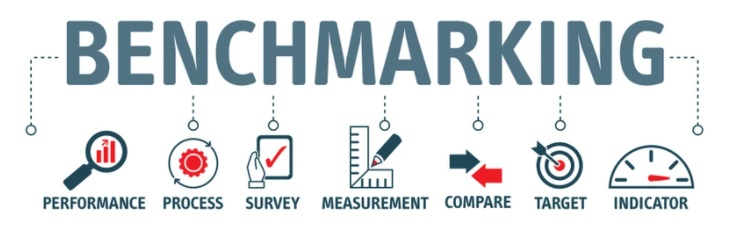 BENCHMARKING
PERFORMANCE PROCESS SURVEY MEASUREMENT COMPARE TARGET INDICATOR